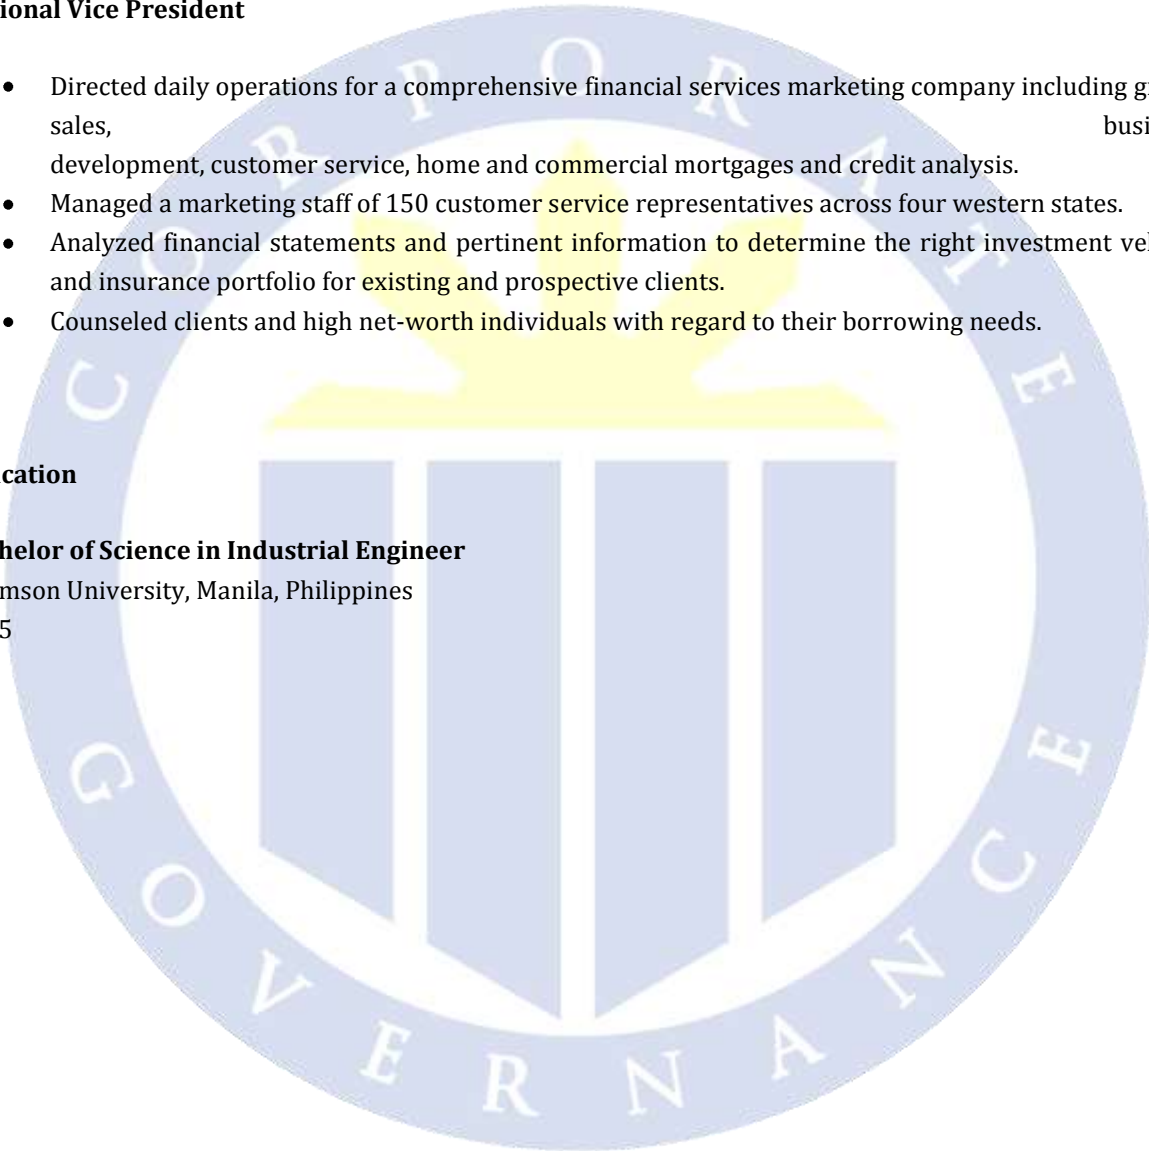 ional Vice President
• Directed daily operations for a comprehensive financial services marketing company including g
sales, busi
development, customer service, home and commercial mortgages and credit analysis.
• Managed a marketing staff of 150 customer service representatives across four western states.
• Analyzed financial statements and pertinent information to determine the right investment ve
and insurance portfolio for existing and prospective clients.
• Counseled clients and high net-worth individuals with regard to their borrowing needs.
cation
helor of Science in Industrial Engineer
mson University, Manila, Philippines
5
CORPORATE
GOVERNANCE